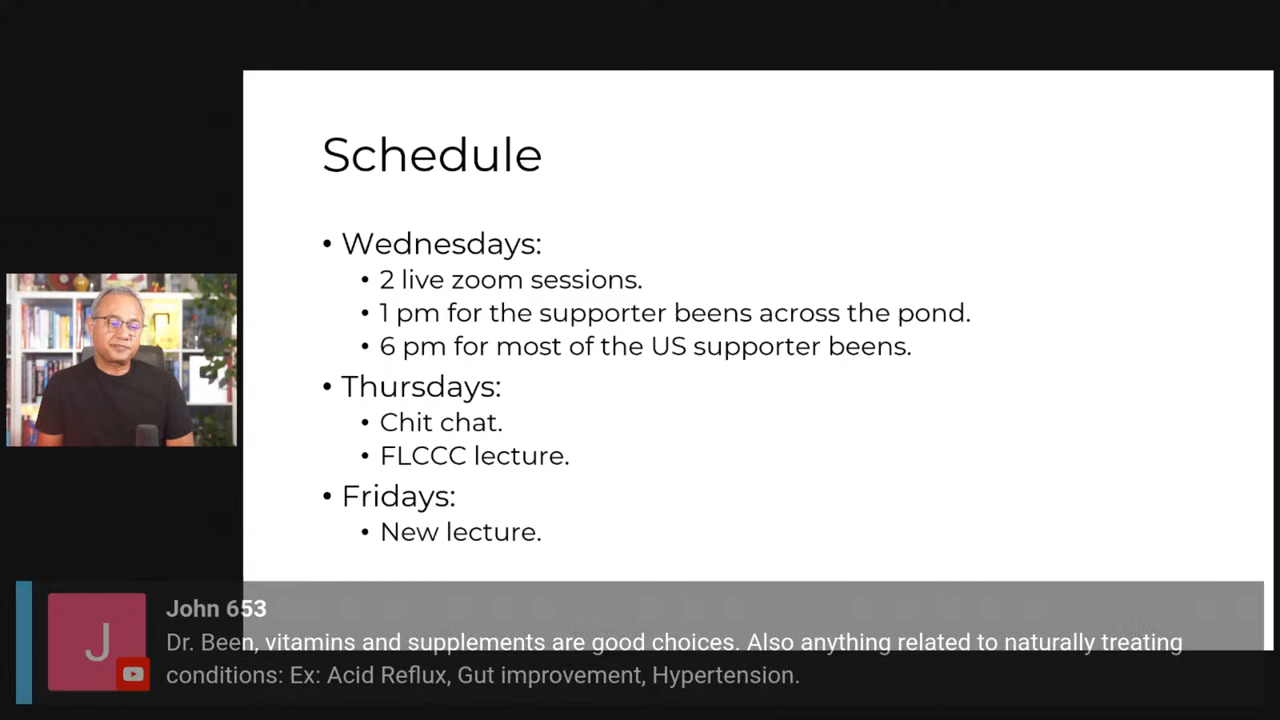 Schedule
• Wednesdays:
• 2 live zoom sessions.
• 1 pm for the supporter beens across the pond.
• 6 pm for most of the US supporter beens.
• Thursdays:
• Chit chat.
• FLCCC lecture.
• Fridays:
• New lecture.
J
John 653
Dr. Been, vitamins and supplements are good choices. Also anything related to naturally treating
conditions: Ex: Acid Reflux, Gut improvement, Hypertension.